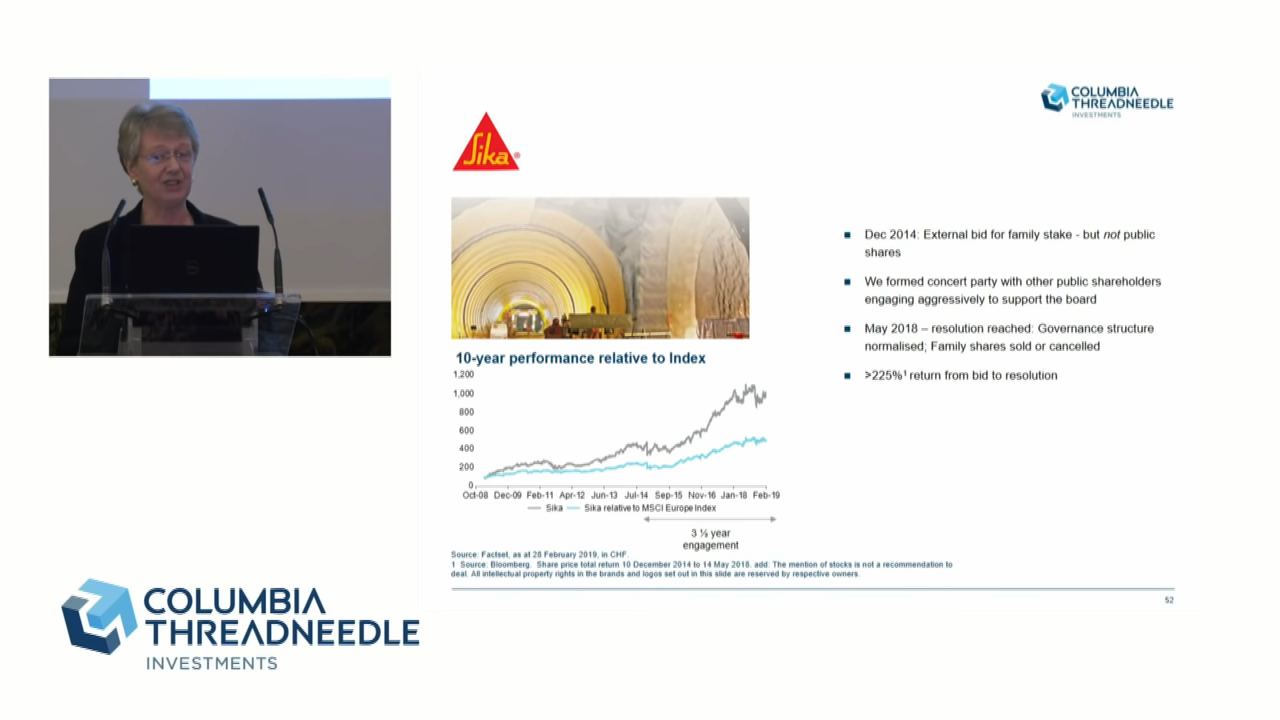 COLUMBIA
THREADNEEDLE
INVESTMENTS
Sika®
Dec 2014: External bid for family stake - but not public
shares
We formed concert party with other public shareholders
engaging aggressively to support the board
May 2018 – resolution reached: Governance structure
normalised; Family shares sold or cancelled
>225%¹ return from bid to resolution
10-year performance relative to Index
1,200
1,000
800
600
400
200
0
Oct-08 Dec-09 Feb-11 Apr-12 Jun-13 Jul-14 Sep-15 Nov-16 Jan-18 Feb-19
Sika Sika relative to MSCI Europe Index
3 ½ year
engagement
Source: Factset, as at 28 February 2019, in CHF.
1 Source: Bloomberg. Share price total return 10 December 2014 to 14 May 2018. add: The mention of stocks is not a recommendation to
deal. All intellectual property rights in the brands and logos set out in this slide are reserved by respective owners.
52
COLUMBIA
THREADNEEDLE
INVESTMENTS